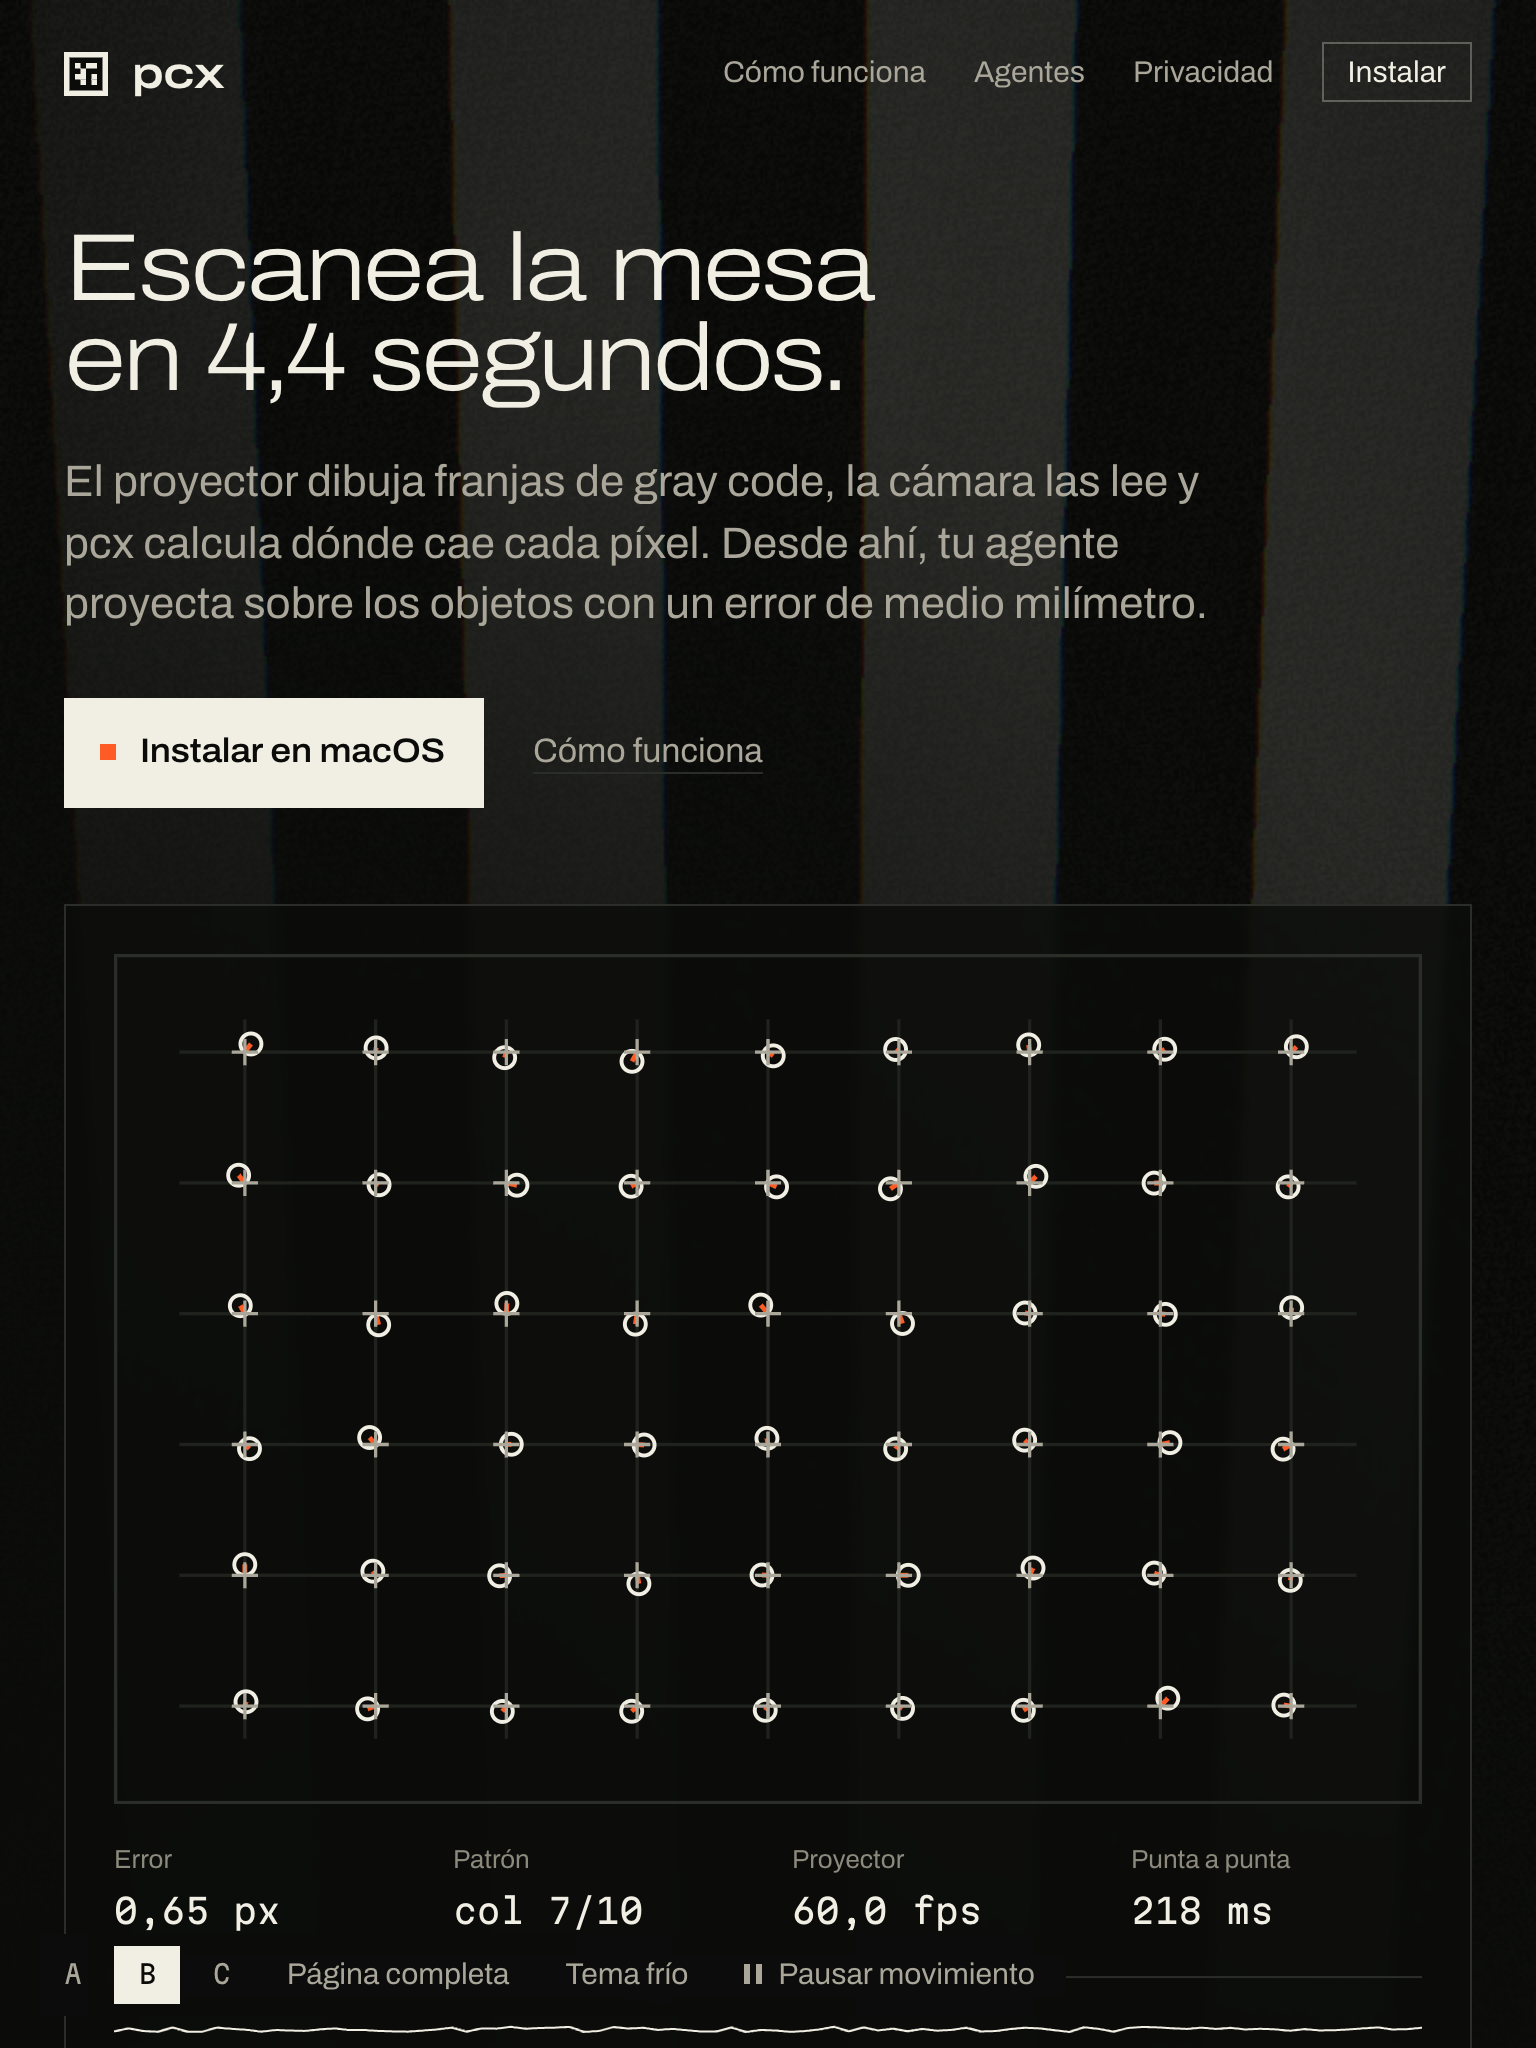 pcx
Cómo funciona
Agentes
Privacidad
Instalar
Escanea la mesa
en 4,4 segundos.
El proyector dibuja franjas de gray code, la cámara las lee y
pcx calcula dónde cae cada píxel. Desde ahí, tu agente
proyecta sobre los objetos con un error de medio milímetro.
Instalar en macOS
Cómo funciona
Error
Patrón
Proyector
Punta a punta
0,65 px
col 7/10
60,0 fps
218 ms
A
B
C
Página completa
Tema frío
Pausar movimiento